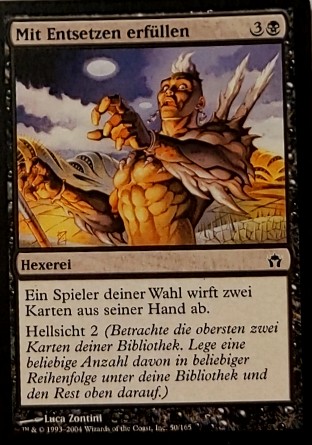 Mit Entsetzen erfüllen 3
Hexerei
Ein Spieler deiner Wahl wirft zwei
Karten aus seiner Hand ab.
Hellsicht 2 (Betrachte die obersten zwei
Karten deiner Bibliothek. Lege eine
beliebige Anzahl davon in beliebiger
Reihenfolge unter deine Bibliothek und
den Rest oben darauf.)
Luca Zontini
™ & © 1993–2004 Wizards of the Coast, Inc. 50/165